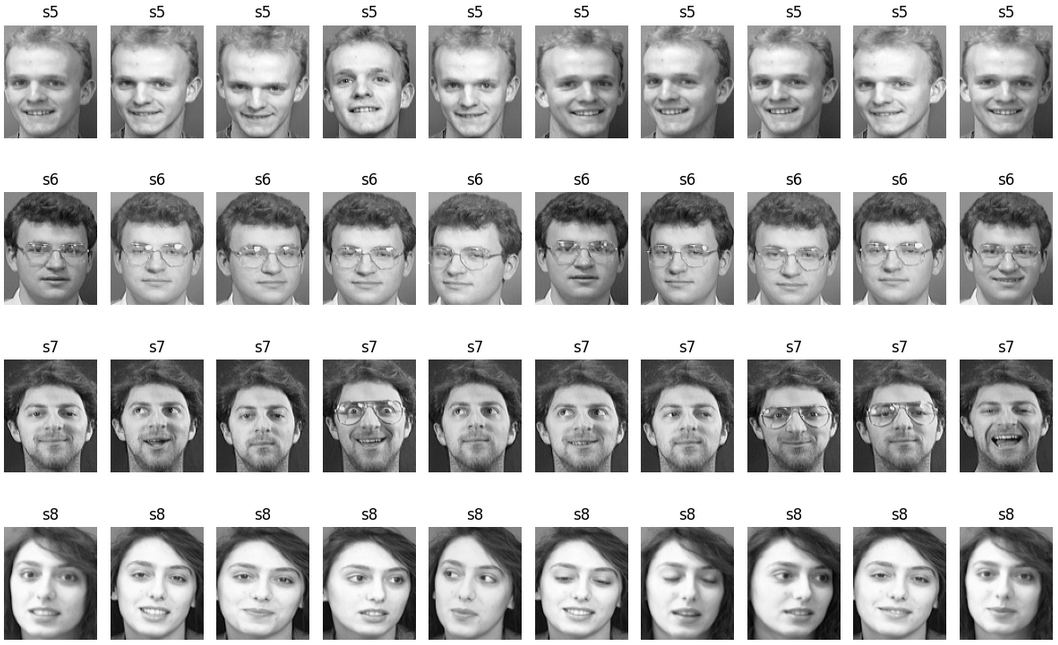 s5 s5 s5 s5 s5 s5 s5 s5 s5 s5
s6 s6 s6 s6 s6 s6 s6 s6 s6 s6
s7 s7 s7 s7 s7 s7 s7 s7 s7 s7
s8 s8 s8 s8 s8 s8 s8 s8 s8 s8